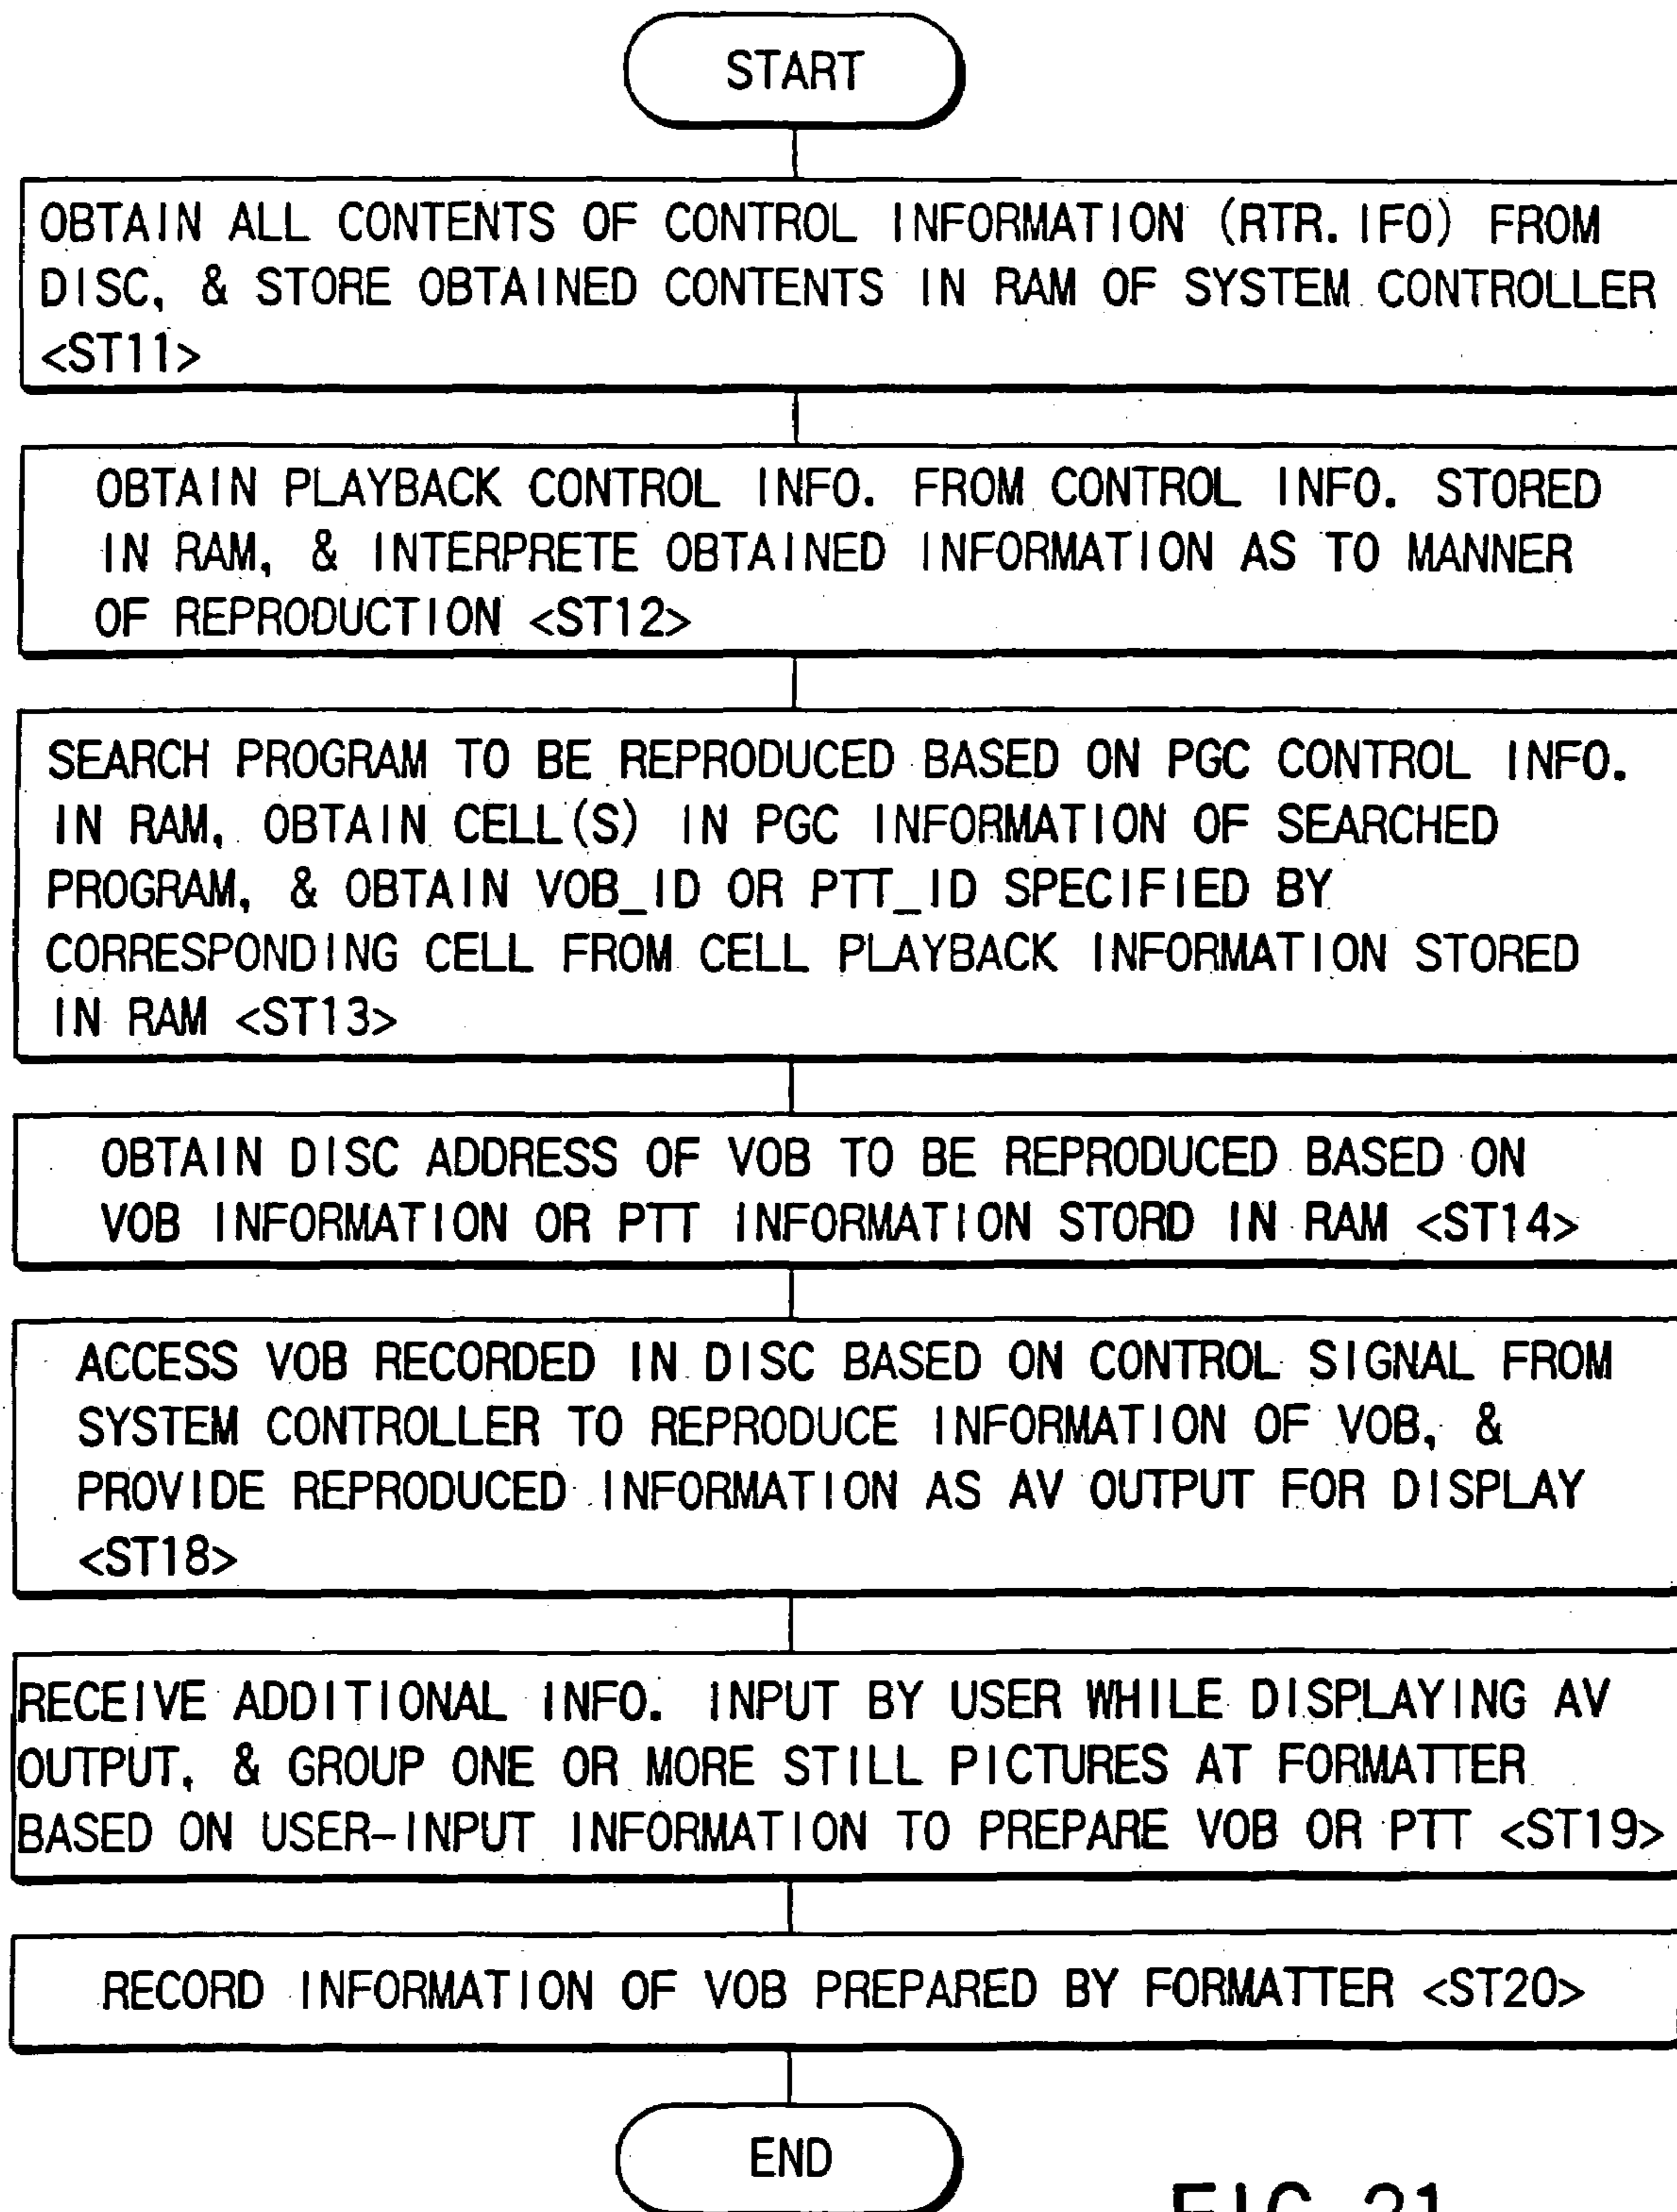 START
OBTAIN ALL CONTENTS OF CONTROL INFORMATION (RTR.IFO) FROM
DISC, & STORE OBTAINED CONTENTS IN RAM OF SYSTEM CONTROLLER
<ST11>
OBTAIN PLAYBACK CONTROL INFO. FROM CONTROL INFO. STORED
IN RAM, & INTERPRETE OBTAINED INFORMATION AS TO MANNER
OF REPRODUCTION <ST12>
SEARCH PROGRAM TO BE REPRODUCED BASED ON PGC CONTROL INFO.
IN RAM, OBTAIN CELL(S) IN PGC INFORMATION OF SEARCHED
PROGRAM, & OBTAIN VOB_ID OR PTT_ID SPECIFIED BY
CORRESPONDING CELL FROM CELL PLAYBACK INFORMATION STORED
IN RAM <ST13>
OBTAIN DISC ADDRESS OF VOB TO BE REPRODUCED BASED ON
VOB INFORMATION OR PTT INFORMATION STORD IN RAM <ST14>
ACCESS VOB RECORDED IN DISC BASED ON CONTROL SIGNAL FROM
SYSTEM CONTROLLER TO REPRODUCE INFORMATION OF VOB, &
PROVIDE REPRODUCED INFORMATION AS AV OUTPUT FOR DISPLAY
<ST18>
RECEIVE ADDITIONAL INFO. INPUT BY USER WHILE DISPLAYING AV
OUTPUT, & GROUP ONE OR MORE STILL PICTURES AT FORMATTER
BASED ON USER-INPUT INFORMATION TO PREPARE VOB OR PTT <ST19>
RECORD INFORMATION OF VOB PREPARED BY FORMATTER <ST20>
END
FIG. 21